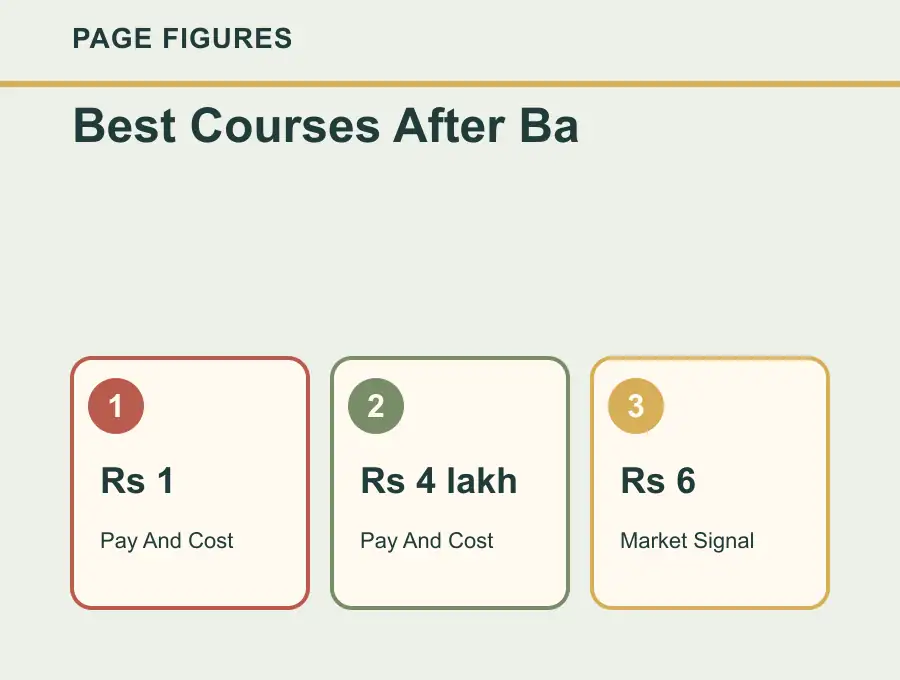 PAGE FIGURES
Best Courses After Ba
1
Rs 1
Pay And Cost
2
Rs 4 lakh
Pay And Cost
3
Rs 6
Market Signal